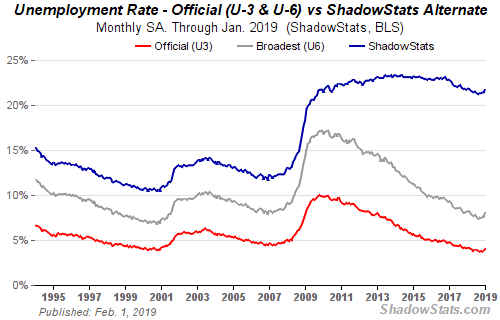 Unemployment Rate - Official (U-3 & U-6) vs ShadowStats Alternate
Monthly SA. Through Jan. 2019 (ShadowStats, BLS)
Official (U3) Broadest (U6) ShadowStats
25%
20%
15%
10%
5%
0%
1995 1997 1999 2001 2003 2005 2007 2009 2011 2013 2015 2017 2019
Published: Feb. 1, 2019
ShadowStats.com